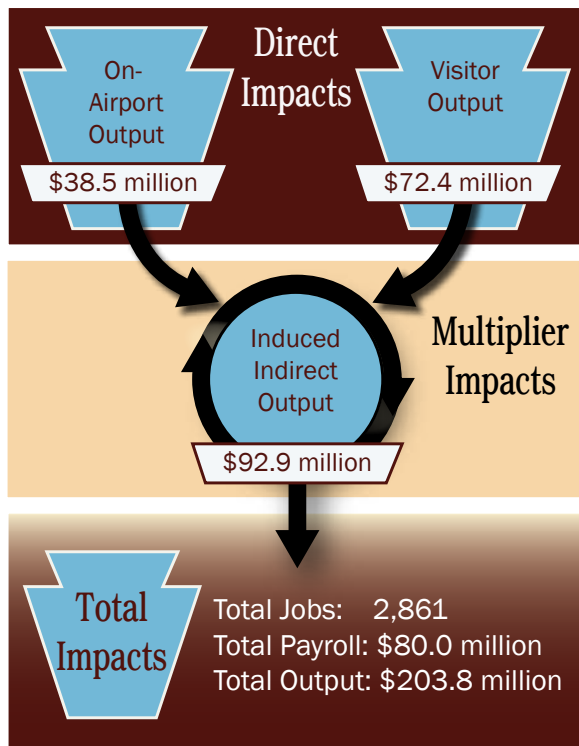 Direct
Impacts
On-
Airport
Output
$38.5 million
Visitor
Output
$72.4 million
Multiplier
Impacts
Induced
Indirect
Output
$92.9 million
Total
Impacts
Total Jobs: 2,861
Total Payroll: $80.0 million
Total Output: $203.8 million